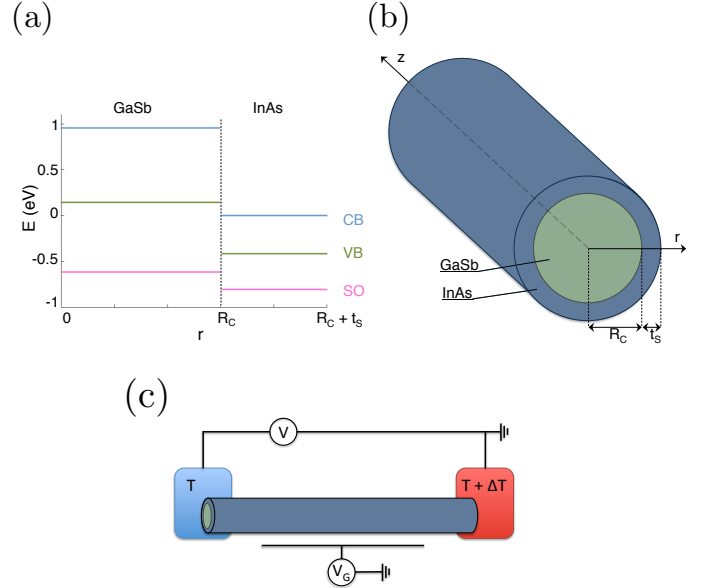 (a)
GaSb
InAs
1
0.5
0
-0.5
-1
E (eV)
CB
VB
SO
0
R_C
R_C + t_S
r
(b)
z
r
GaSb
InAs
R_C
t_S
(c)
V
T
T + ΔT
V_G